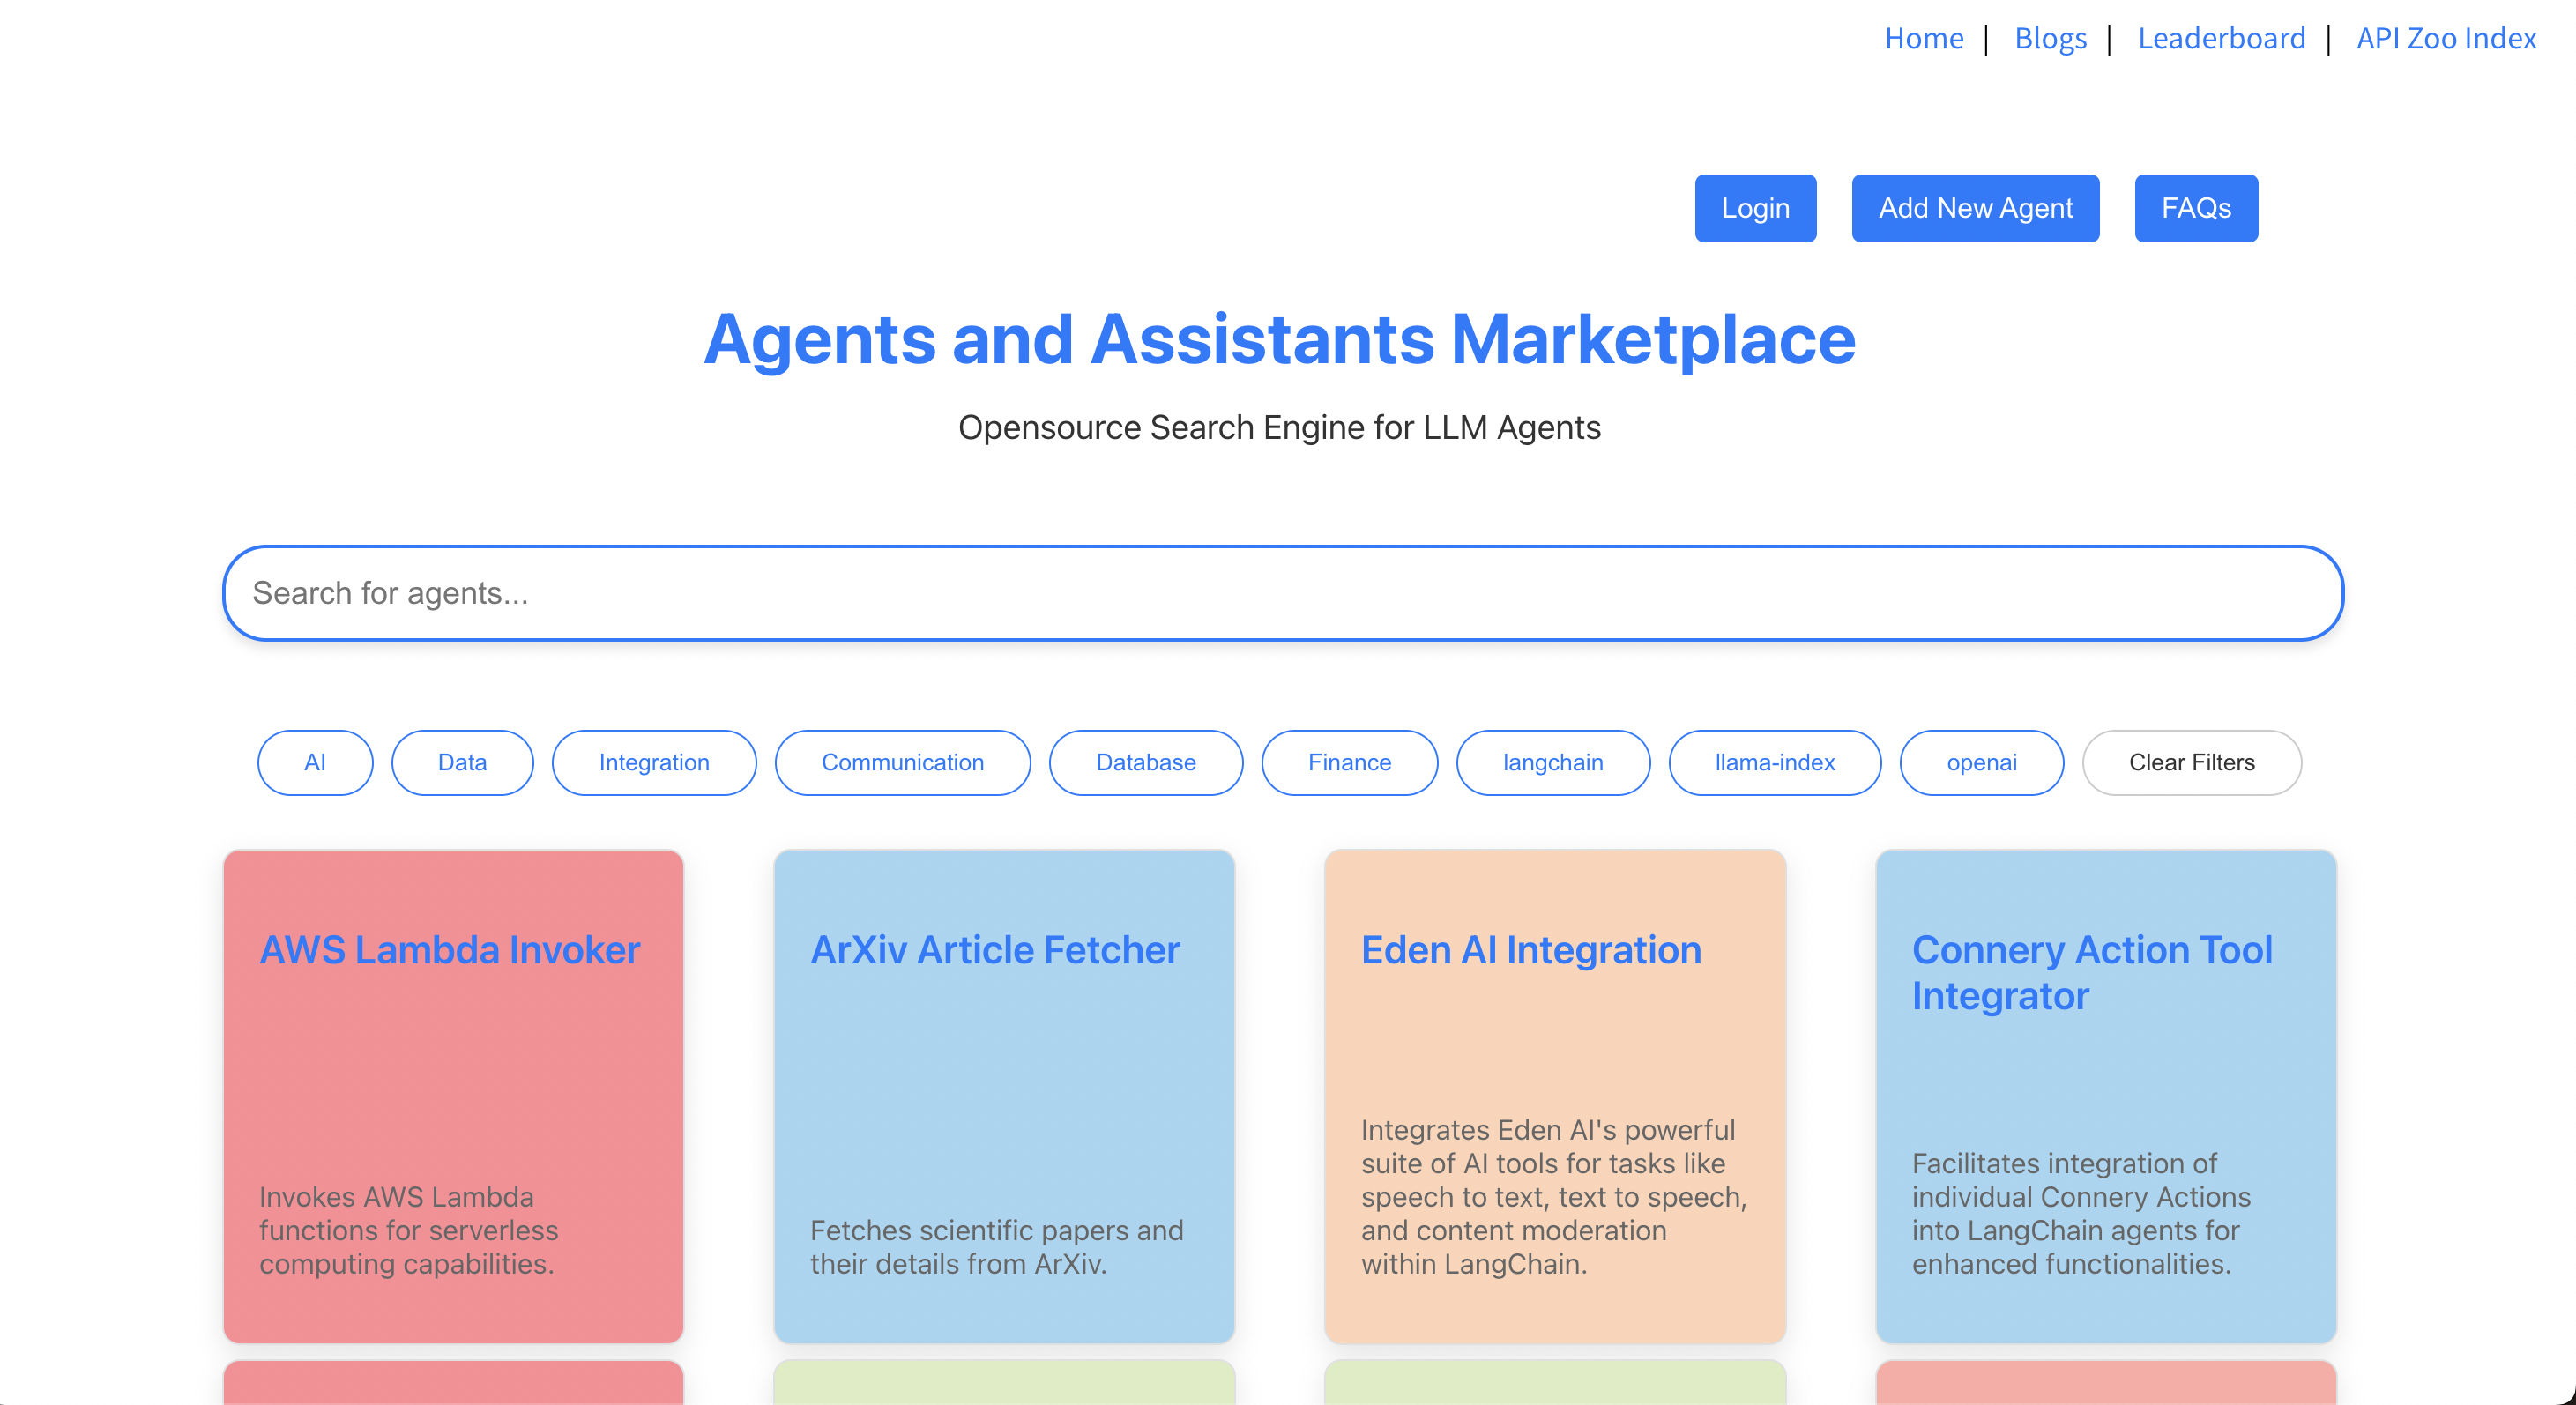 Home | Blogs | Leaderboard | API Zoo Index
Login
Add New Agent
FAQs
Agents and Assistants Marketplace
Opensource Search Engine for LLM Agents
Search for agents...
AI
Data
Integration
Communication
Database
Finance
langchain
llama-index
openai
Clear Filters
AWS Lambda Invoker
Invokes AWS Lambda
functions for serverless
computing capabilities.
ArXiv Article Fetcher
Fetches scientific papers and
their details from ArXiv.
Eden AI Integration
Integrates Eden AI's powerful
suite of AI tools for tasks like
speech to text, text to speech,
and content moderation
within LangChain.
Connery Action Tool
Integrator
Facilitates integration of
individual Connery Actions
into LangChain agents for
enhanced functionalities.